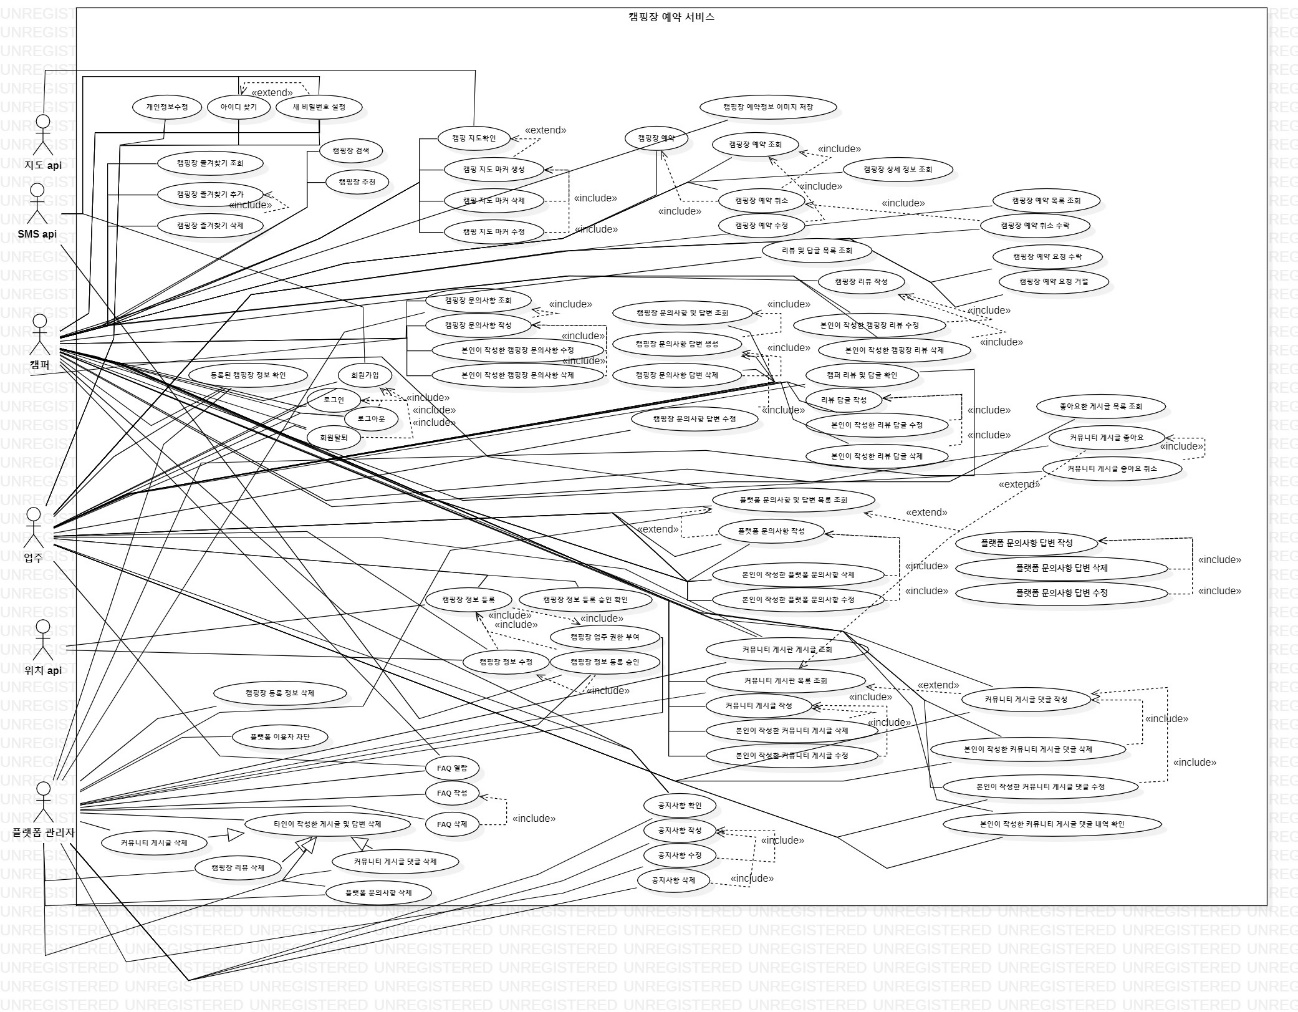 캠핑장 예약 서비스
지도 api
SMS api
캠퍼
업주
위치 api
플랫폼 관리자
개인정보수정
아이디 찾기
«extend»
새 비밀번호 설정
캠핑장 즐겨찾기 조회
캠핑장 즐겨찾기 추가
«include»
캠핑장 즐겨찾기 삭제
캠핑장 검색
캠핑장 추천
캠핑 지도확인
«extend»
캠핑 지도 마커 생성
캠핑 지도 마커 삭제
«include»
캠핑 지도 마커 수정
«include»
캠핑장 예약정보 이미지 저장
캠핑장 예약
캠핑장 예약 조회
«include»
캠핑장 상세 정보 조회
«include»
캠핑장 예약 취소
«include»
«include»
캠핑장 예약 수정
캠핑장 예약 목록 조회
캠핑장 예약 취소 수락
캠핑장 예약 요청 수락
캠핑장 예약 요청 거절
리뷰 및 답글 목록 조회
캠핑장 리뷰 작성
«include»
본인이 작성한 캠핑장 리뷰 수정
«include»
본인이 작성한 캠핑장 리뷰 삭제
캠핑장 문의사항 조회
«include»
캠핑장 문의사항 작성
«include»
본인이 작성한 캠핑장 문의사항 수정
«include»
본인이 작성한 캠핑장 문의사항 삭제
캠핑장 문의사항 및 답변 조회
«include»
캠핑장 문의사항 답변 생성
«include»
캠핑장 문의사항 답변 삭제
캠핑장 문의사항 답변 수정
«include»
등록된 캠핑장 정보 확인
회원가입
로그인
«include»
로그아웃
«include»
«include»
회원탈퇴
캠퍼 리뷰 및 답글 확인
리뷰 답글 작성
«include»
본인이 작성한 리뷰 답글 수정
«include»
본인이 작성한 리뷰 답글 삭제
좋아요한 게시글 목록 조회
커뮤니티 게시글 좋아요
«include»
커뮤니티 게시글 좋아요 취소
«extend»
플랫폼 문의사항 및 답변 목록 조회
«extend»
«extend»
플랫폼 문의사항 작성
본인이 작성한 플랫폼 문의사항 삭제
«include»
본인이 작성한 플랫폼 문의사항 수정
«include»
플랫폼 문의사항 답변 작성
«include»
플랫폼 문의사항 답변 삭제
«include»
플랫폼 문의사항 답변 수정
캠핑장 정보 등록
캠핑장 정보 등록 승인 확인
«include»
«include»
캠핑장 업주 권한 부여
캠핑장 정보 수정
캠핑장 정보 등록 승인
«include»
커뮤니티 게시판 게시글 조회
커뮤니티 게시판 목록 조회
«extend»
커뮤니티 게시글 작성
«include»
본인이 작성한 커뮤니티 게시글 삭제
«include»
본인이 작성한 커뮤니티 게시글 수정
커뮤니티 게시글 댓글 작성
«include»
본인이 작성한 커뮤니티 게시글 댓글 삭제
«include»
본인이 작성한 커뮤니티 게시글 댓글 수정
본인이 작성한 커뮤니티 게시글 댓글 내역 확인
캠핑장 등록 정보 삭제
플랫폼 이용자 차단
FAQ 열람
FAQ 작성
«include»
FAQ 삭제
타인이 작성한 게시글 및 답변 삭제
커뮤니티 게시글 삭제
캠핑장 리뷰 삭제
커뮤니티 게시글 댓글 삭제
플랫폼 문의사항 삭제
공지사항 확인
공지사항 작성
«include»
공지사항 수정
공지사항 삭제
«include»